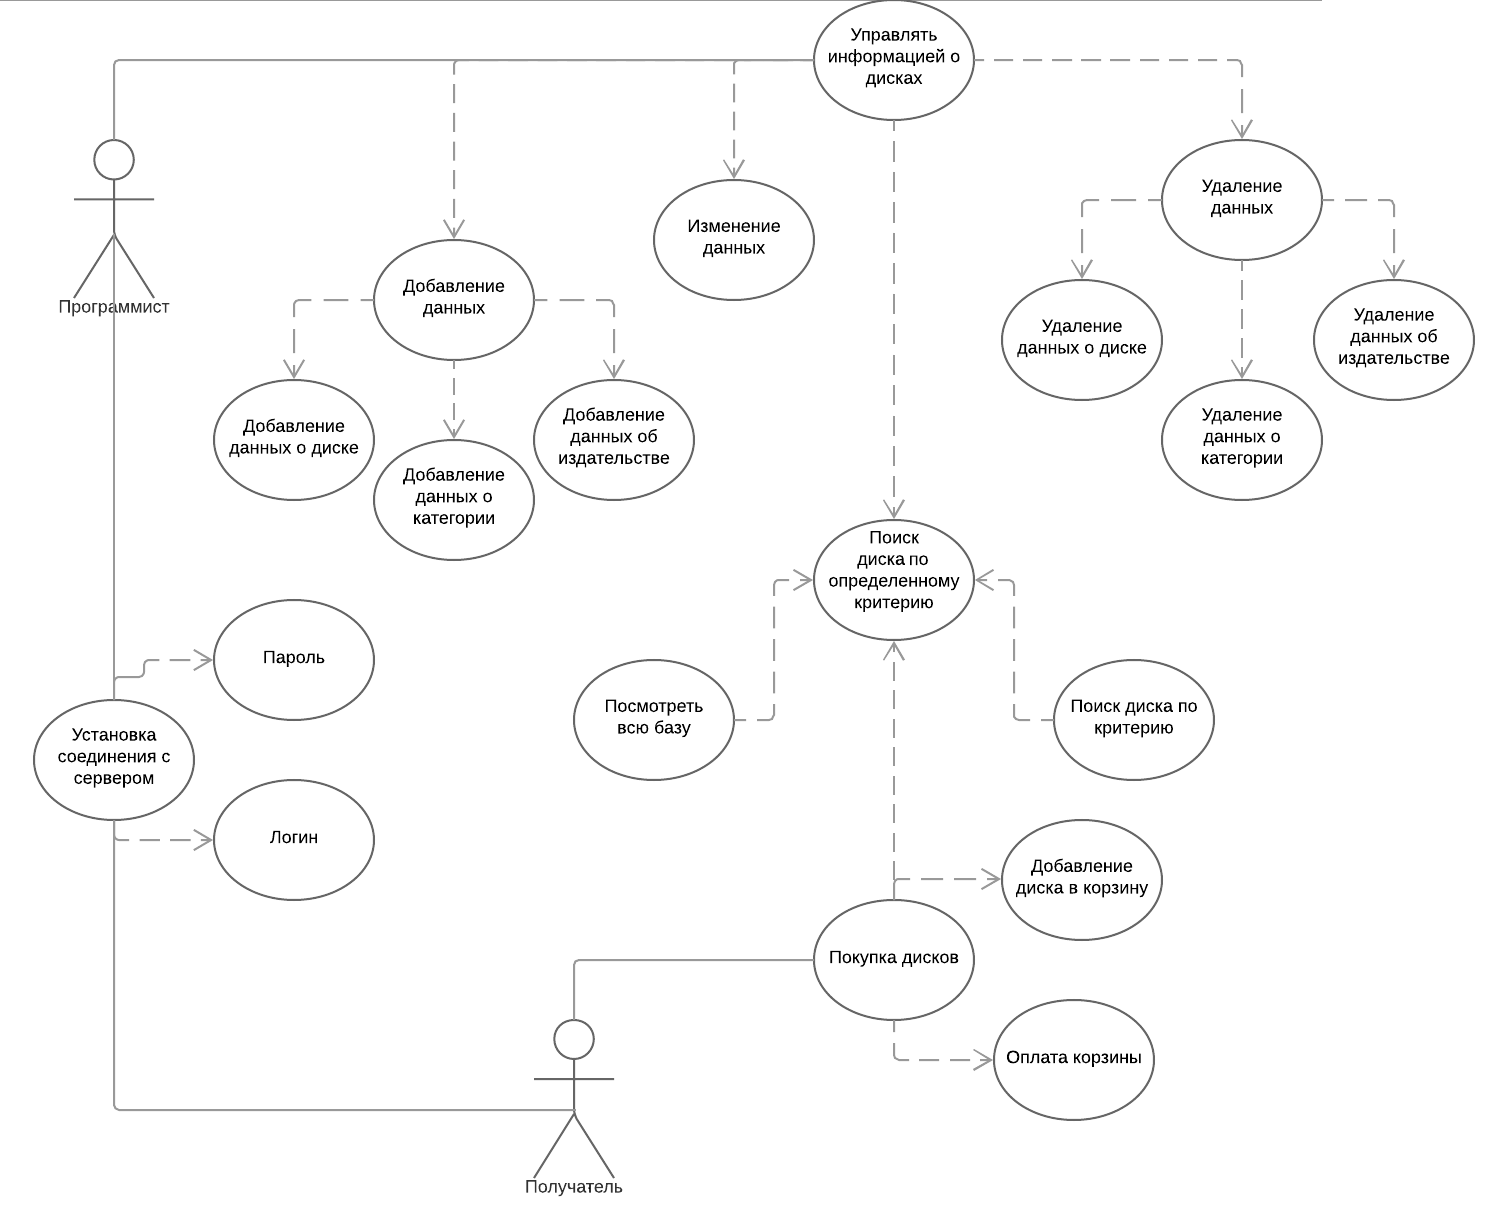 Управлять
информацией о
дисках
Удаление
данных
Изменение
данных
Программист
Добавление
данных
Удаление
данных о диске
Удаление
данных об
издательстве
Добавление
данных о диске
Добавление
данных о
категории
Добавление
данных об
издательстве
Удаление
данных о
категории
Поиск
диска по
определенному
критерию
Пароль
Посмотреть
всю базу
Поиск диска по
критерию
Установка
соединения с
сервером
Логин
Добавление
диска в корзину
Покупка дисков
Оплата корзины
Получатель